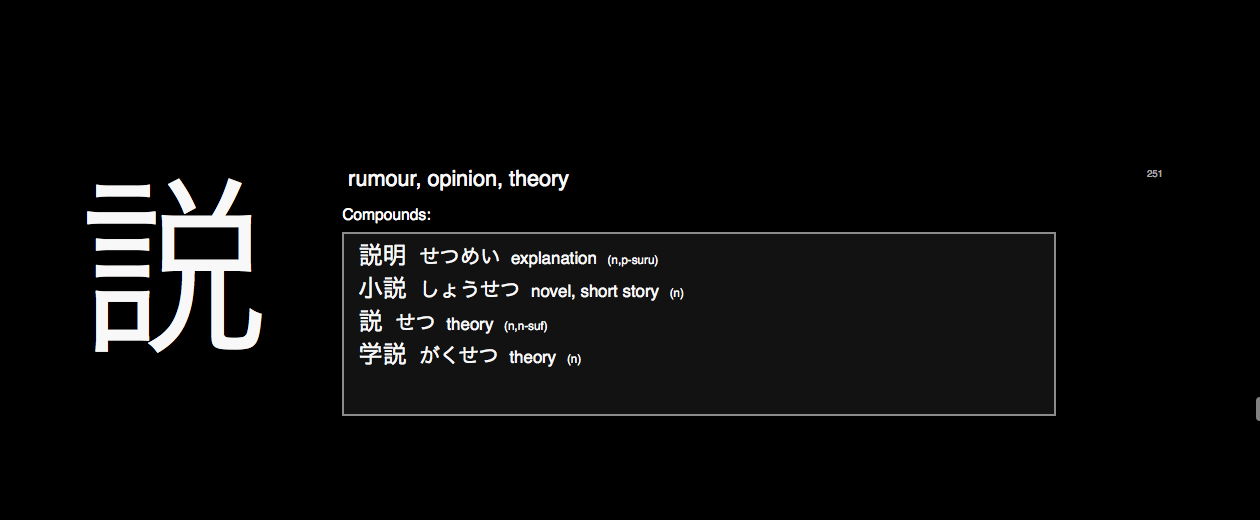 説
rumour, opinion, theory
251
Compounds:
説明 せつめい explanation (n,p-suru)
小説 しょうせつ novel, short story (n)
説 せつ theory (n,n-suf)
学説 がくせつ theory (n)